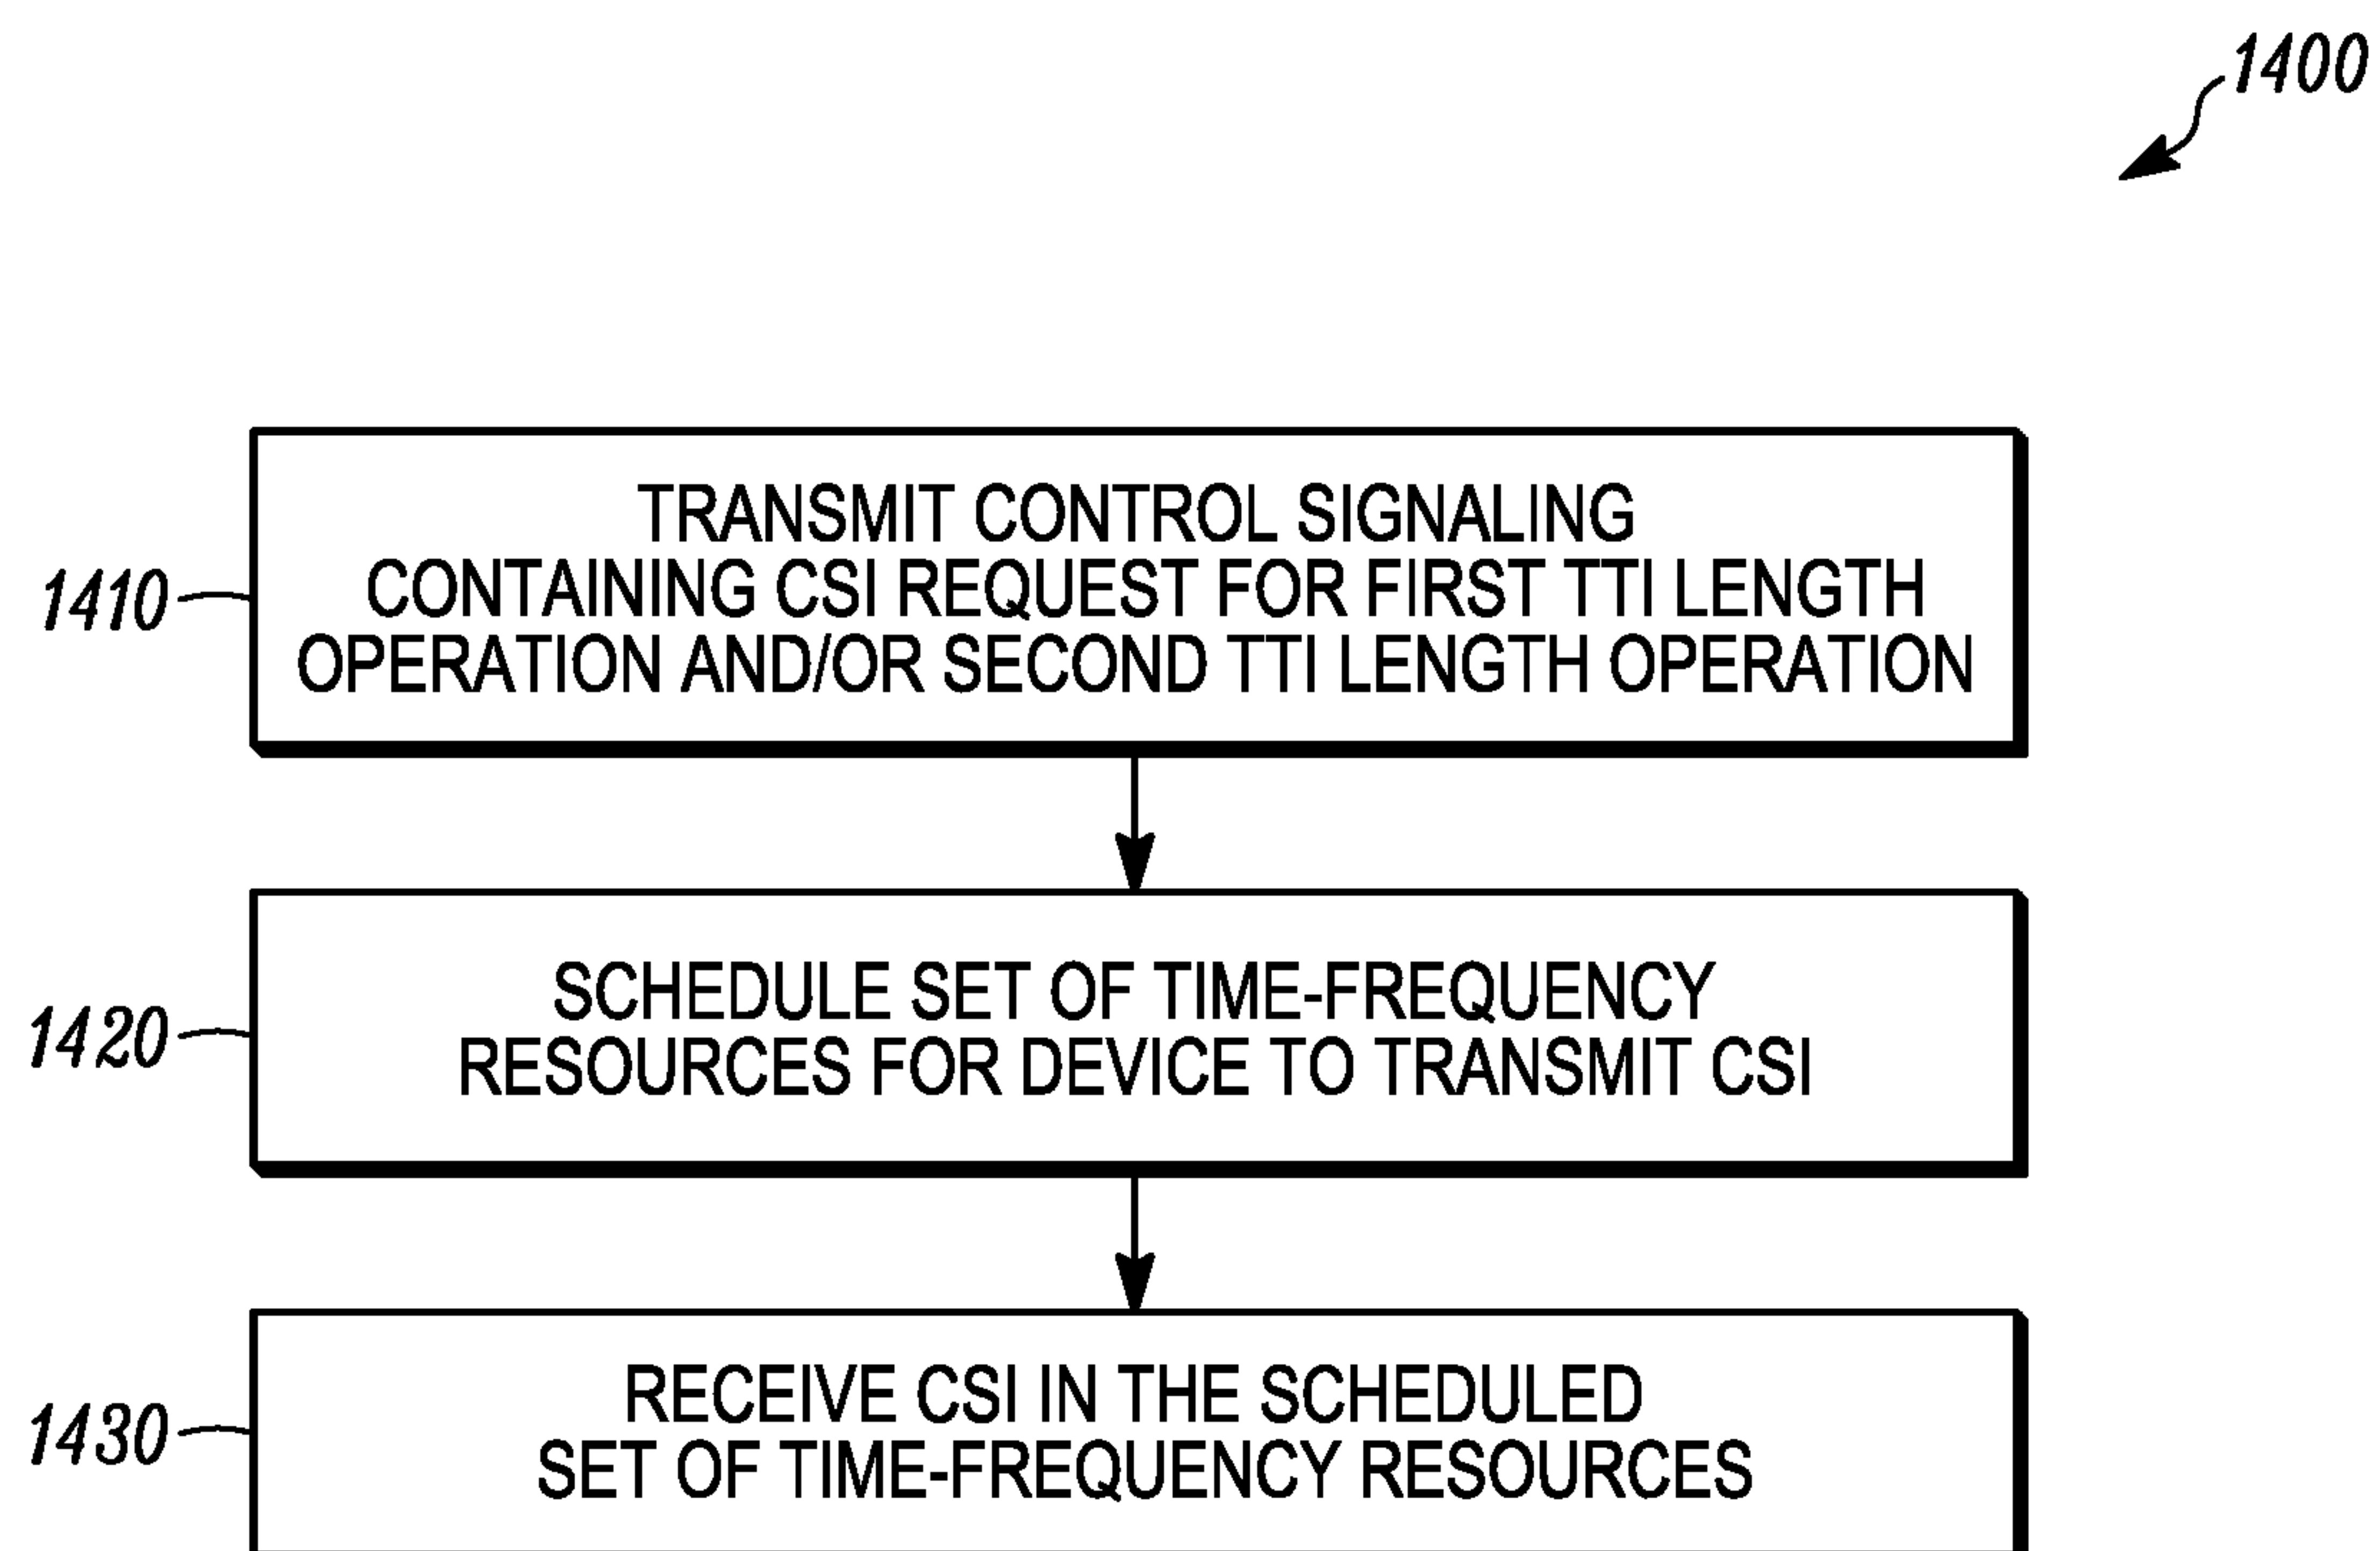 1400
TRANSMIT CONTROL SIGNALING
CONTAINING CSI REQUEST FOR FIRST TTI LENGTH
OPERATION AND/OR SECOND TTI LENGTH OPERATION
1410
SCHEDULE SET OF TIME-FREQUENCY
RESOURCES FOR DEVICE TO TRANSMIT CSI
1420
RECEIVE CSI IN THE SCHEDULED
SET OF TIME-FREQUENCY RESOURCES
1430